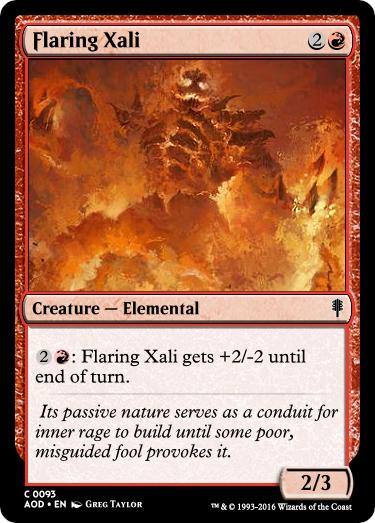 Flaring Xali 2
Creature — Elemental
2 : Flaring Xali gets +2/-2 until
end of turn.
Its passive nature serves as a conduit for
inner rage to build until some poor,
misguided fool provokes it.
2/3
C 0093
AOD • EN Greg Taylor
™ & © 1993-2016 Wizards of the Coast